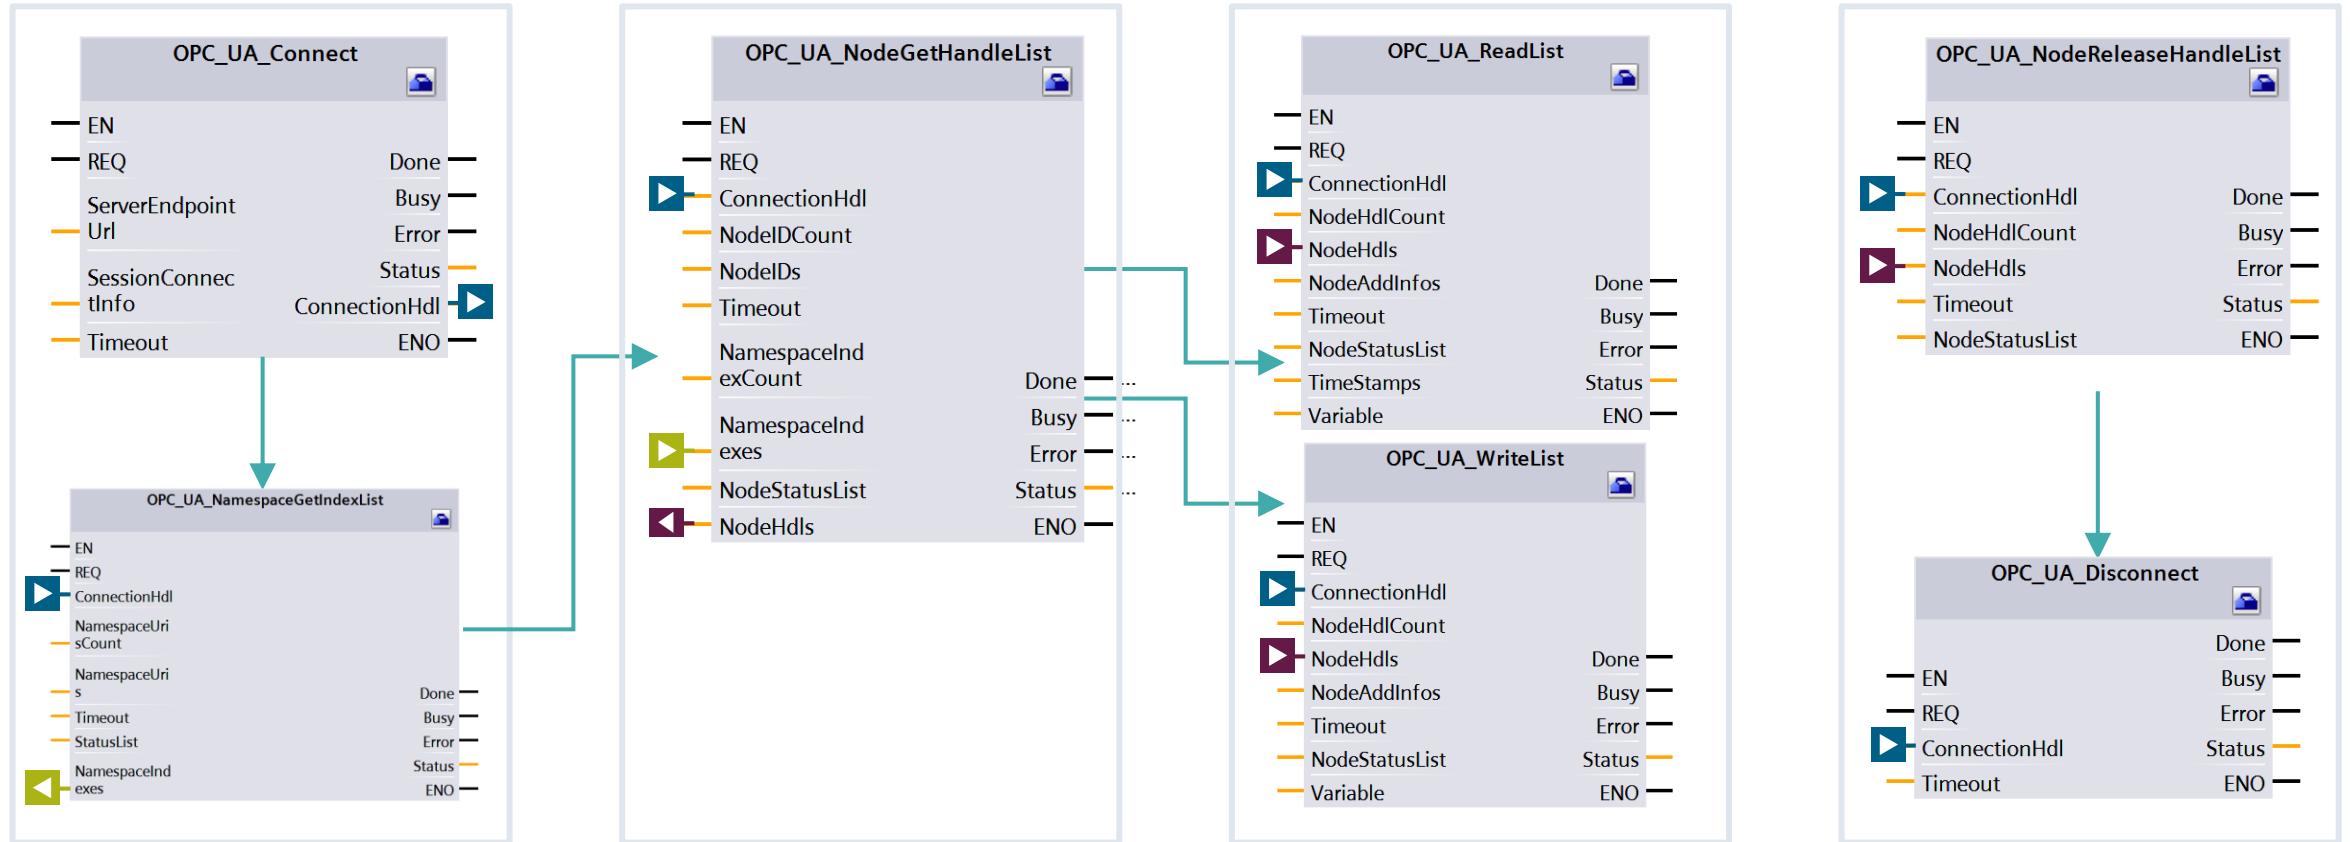 OPC_UA_Connect
EN
REQ
Done
ServerEndpoint
Url
Busy
Error
SessionConnec
tInfo
Status
ConnectionHdl
Timeout
ENO
OPC_UA_NamespaceGetIndexList
EN
REQ
ConnectionHdl
NamespaceUri
sCount
NamespaceUri
s
Done
Timeout
Busy
StatusList
Error
NamespaceInd
exes
Status
ENO
OPC_UA_NodeGetHandleList
EN
REQ
ConnectionHdl
NodeIDCount
NodeIDs
Timeout
NamespaceInd
exCount
Done ...
Busy ...
NamespaceInd
exes
Error ...
NodeStatusList
Status ...
NodeHdls
ENO
OPC_UA_ReadList
EN
REQ
ConnectionHdl
NodeHdlCount
NodeHdls
NodeAddInfos
Done
Timeout
Busy
NodeStatusList
Error
TimeStamps
Status
Variable
ENO
OPC_UA_WriteList
EN
REQ
ConnectionHdl
NodeHdlCount
NodeHdls
Done
NodeAddInfos
Busy
Timeout
Error
NodeStatusList
Status
Variable
ENO
OPC_UA_NodeReleaseHandleList
EN
REQ
ConnectionHdl
Done
NodeHdlCount
Busy
NodeHdls
Error
Timeout
Status
NodeStatusList
ENO
OPC_UA_Disconnect
Done
EN
Busy
REQ
Error
ConnectionHdl
Status
Timeout
ENO